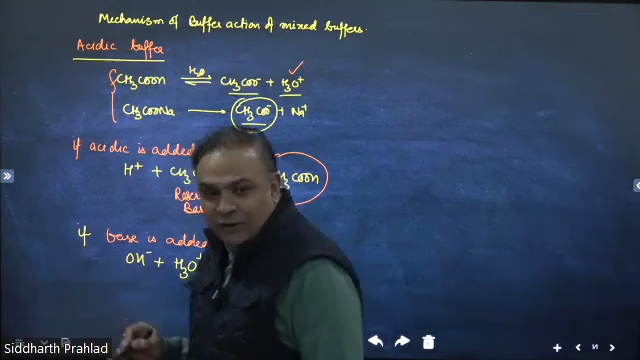 Mechanism of Buffer action of mixed buffers.
Acidic buffer
CH3COOH H2O ⇌ CH3COO- + H3O+
CH3COONa ⟶ CH3COO- + Na+
if acidic is added
H+ + CH3
if base is added
OH- + H3O+
Siddharth Prahlad